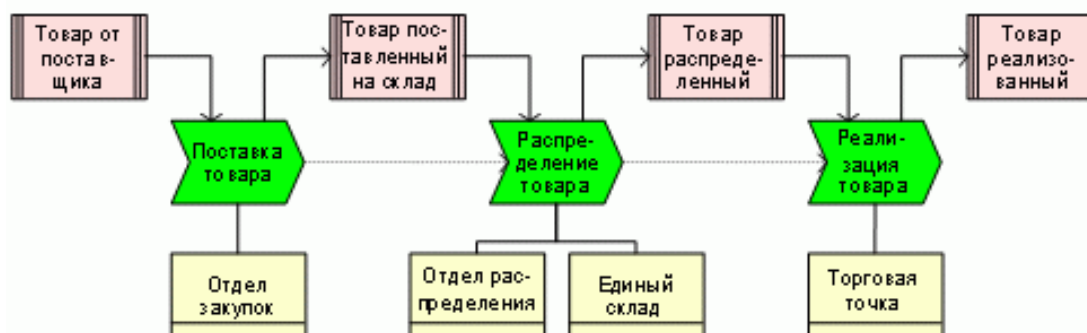 Товар от
постав-
щика
Товар пос-
тавленный
на склад
Товар
распреде-
ленный
Товар
реализо-
ванный
Поставка
товара
Распре-
деление
товара
Реали-
зация
товара
Отдел
закупок
Отдел рас-
пределения
Единый
склад
Торговая
точка